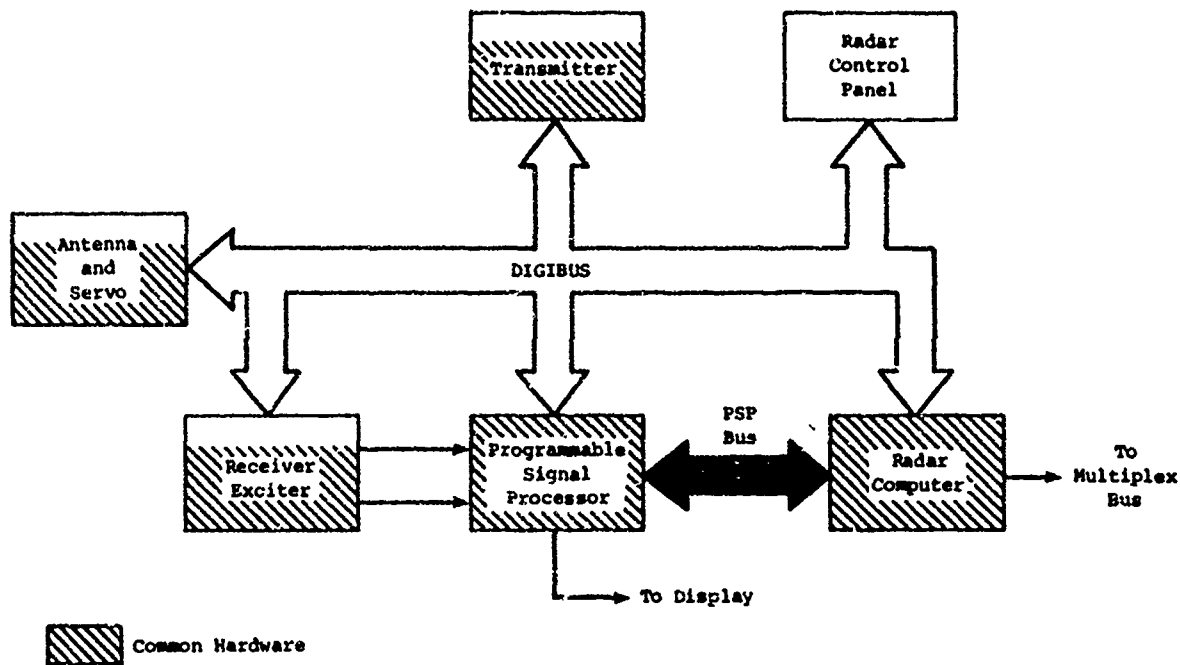 Transmitter
Radar
Control
Panel
Antenna
and
Servo
DIGIBUS
Receiver
Exciter
Programmable
Signal
Processor
PSP
Bus
Radar
Computer
To
Multiplex
Bus
To Display
Common Hardware